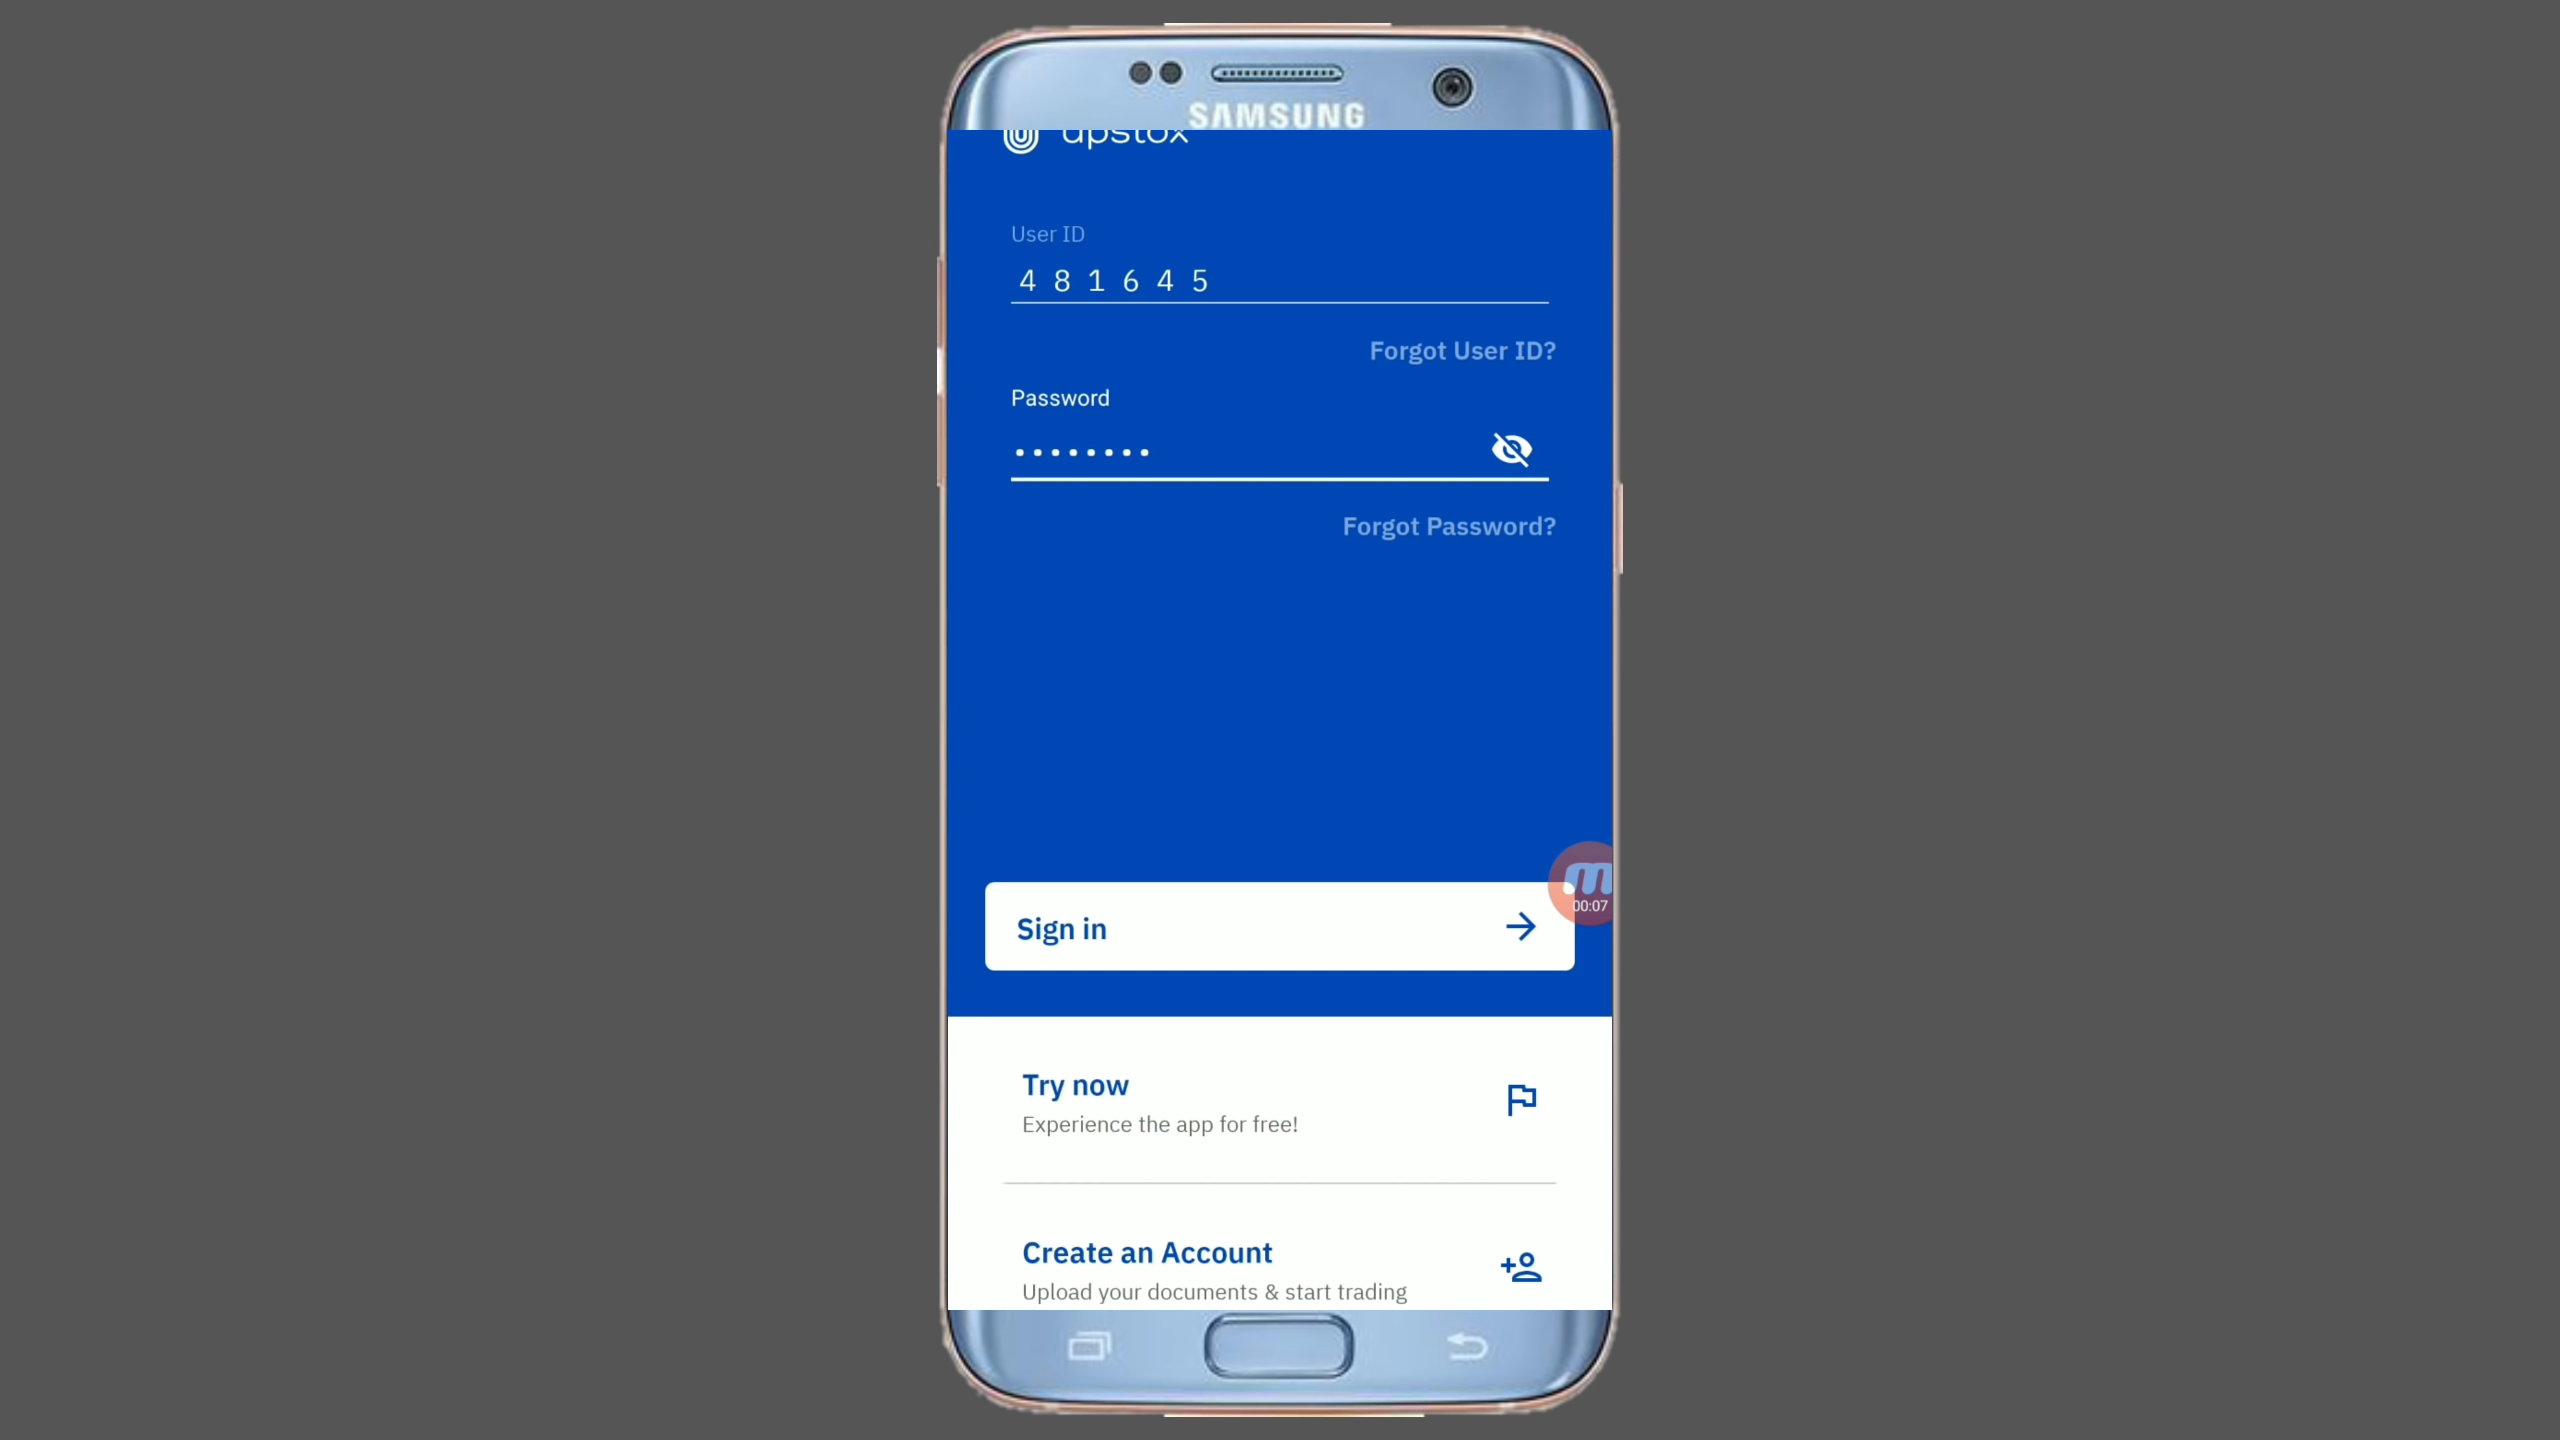 SAMSUNG
upstox
User ID
4 8 1 6 4 5
Forgot User ID?
Password
Forgot Password?
00:07
Sign in
Try now
Experience the app for free!
Create an Account
Upload your documents & start trading